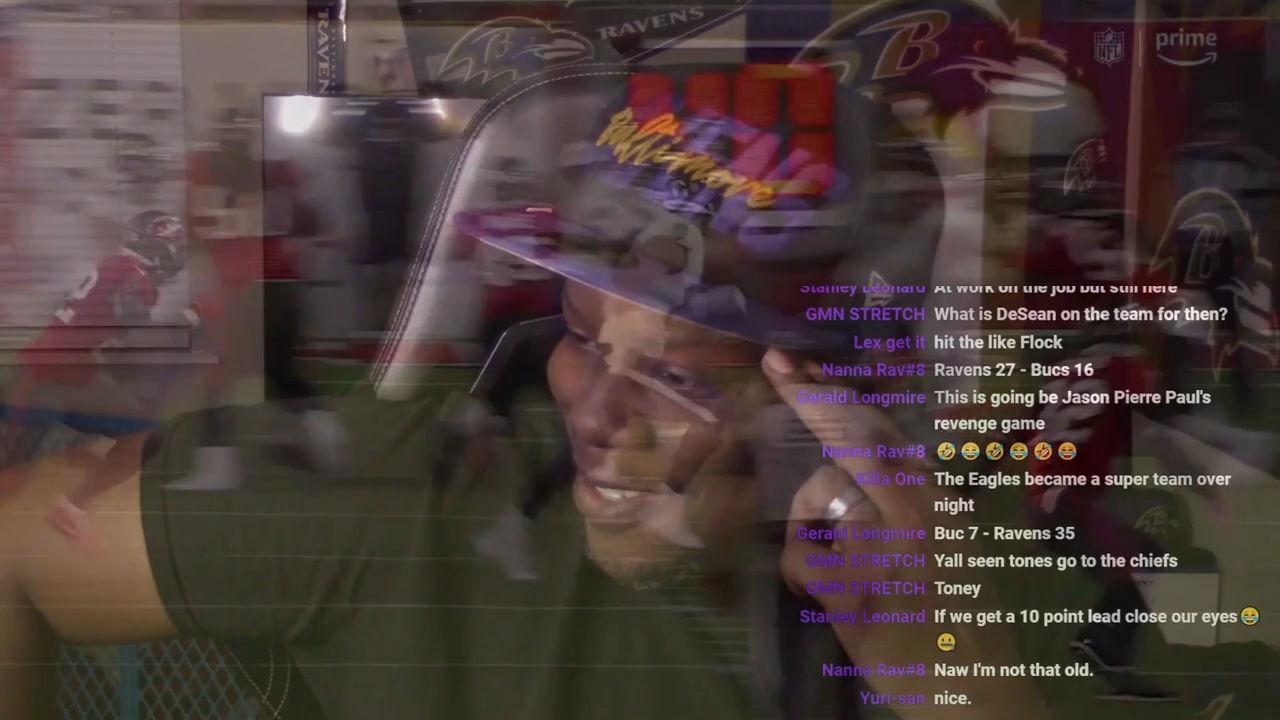 RAVENS
RAVEN
B
NFL
prime
Baltimore
Stanley Leonard At work on the job but still here
GMN STRETCH What is DeSean on the team for then?
Lex get it hit the like Flock
Nanna Rav#8 Ravens 27 - Bucs 16
Gerald Longmire This is going be Jason Pierre Paul's
revenge game
Nanna Rav#8 🤣😂🤣😂🤣😂
Killa One The Eagles became a super team over
night
Gerald Longmire Buc 7 - Ravens 35
GMN STRETCH Yall seen tones go to the chiefs
GMN STRETCH Toney
Stanley Leonard If we get a 10 point lead close our eyes 😂
🤐
Nanna Rav#8 Naw I'm not that old.
Yuri-san nice.